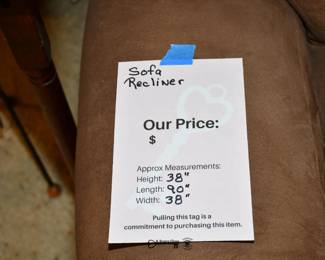 Sofa
Recliner
Our Price:
$
Approx Measurements:
Height: 38"
Length: 90"
Width: 38"
Pulling this tag is a
commitment to purchasing this item.